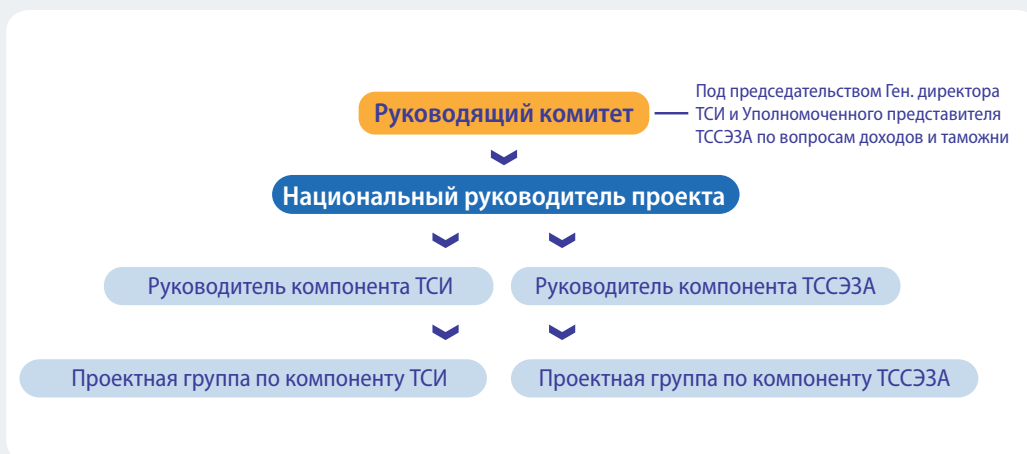 Руководящий комитет
Под председательством Ген. директора
ТСИ и Уполномоченного представителя
ТССЭЗА по вопросам доходов и таможни
Национальный руководитель проекта
Руководитель компонента ТСИ
Руководитель компонента ТССЭЗА
Проектная группа по компоненту ТСИ
Проектная группа по компоненту ТССЭЗА